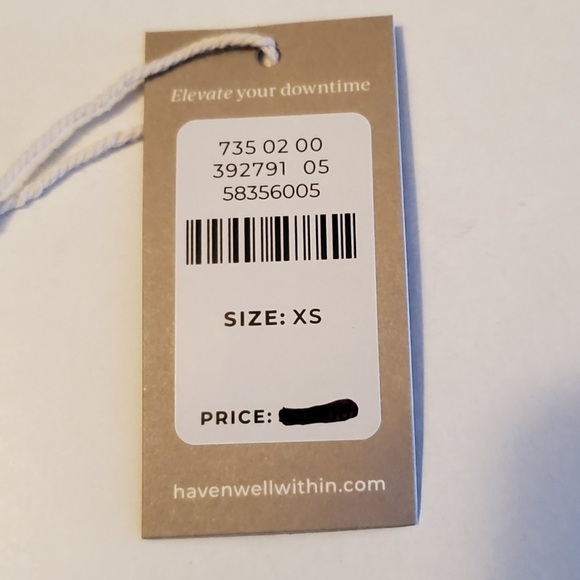 Elevate your downtime
735 02 00
392791 05
58356005
SIZE: XS
PRICE:
havenwellwithin.com